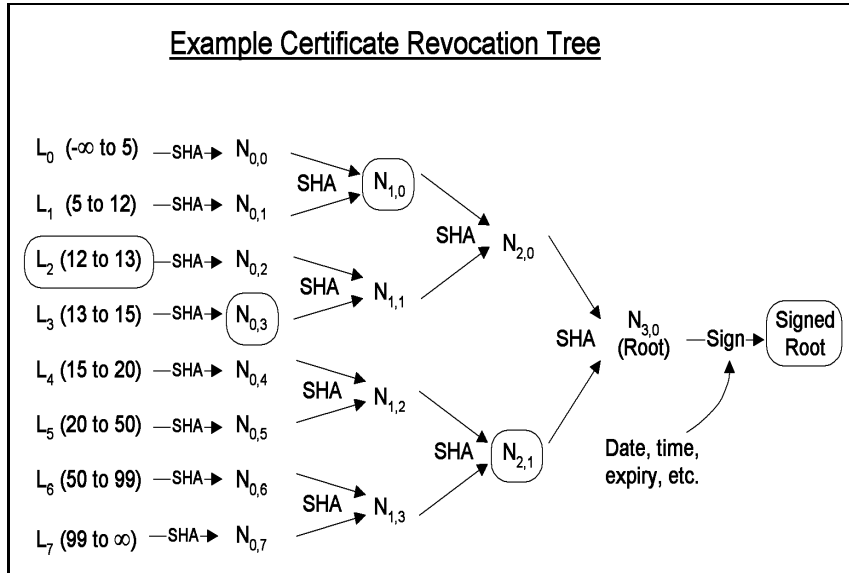 Example Certificate Revocation Tree
L0 (-∞ to 5) SHA N0,0
SHA N1,0
L1 (5 to 12) SHA N0,1
SHA N2,0
L2 (12 to 13) SHA N0,2
SHA N1,1
L3 (13 to 15) SHA N0,3
SHA N3,0 (Root) Sign Signed Root
L4 (15 to 20) SHA N0,4
SHA N1,2
L5 (20 to 50) SHA N0,5
SHA N2,1
Date, time,
expiry, etc.
L6 (50 to 99) SHA N0,6
SHA N1,3
L7 (99 to ∞) SHA N0,7